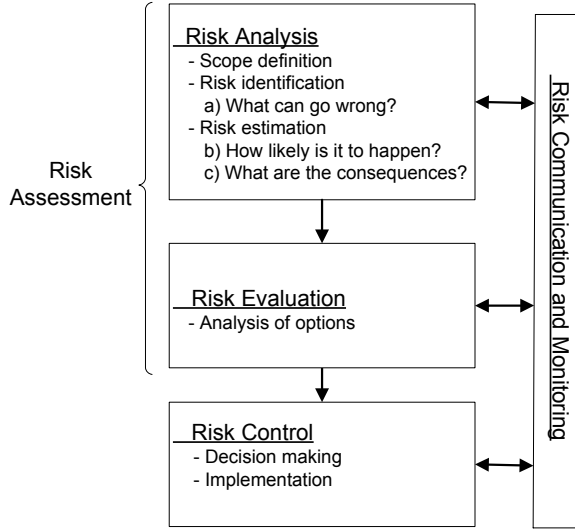 Risk Analysis
- Scope definition
- Risk identification
a) What can go wrong?
- Risk estimation
b) How likely is it to happen?
c) What are the consequences?
Risk
Assessment
Risk Evaluation
- Analysis of options
Risk Control
- Decision making
- Implementation
Risk Communication and Monitoring